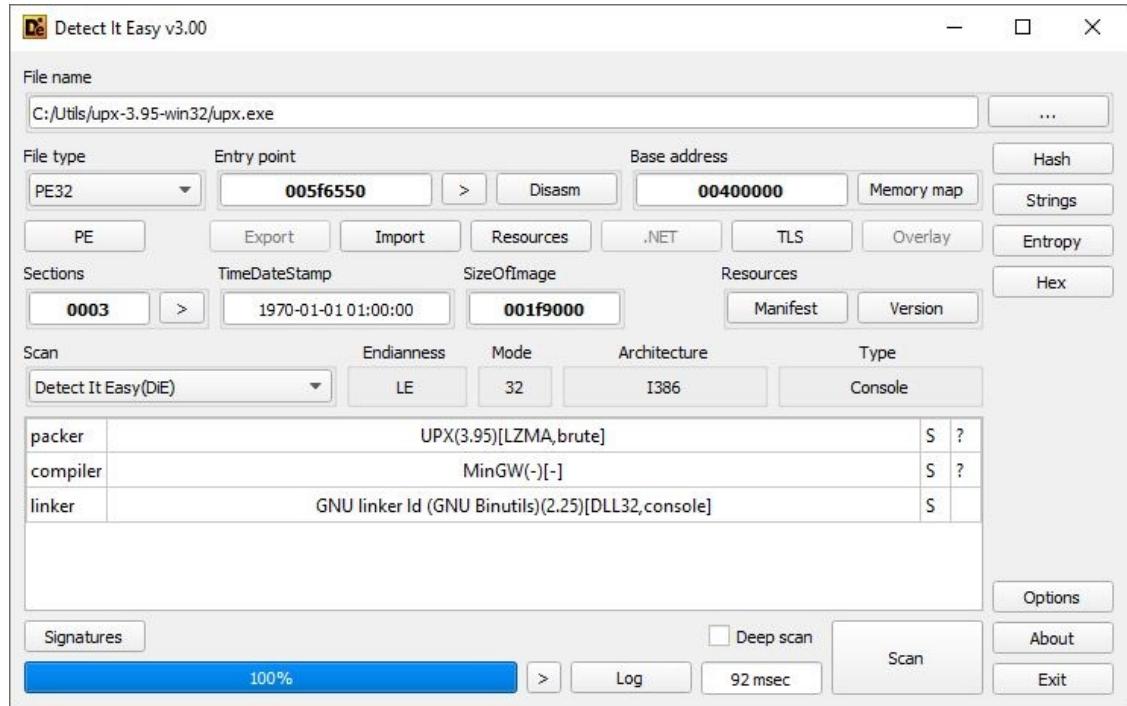 Detect It Easy v3.00
File name
C:/Utils/upx-3.95-win32/upx.exe
...
File type Entry point Base address
PE32 005f6550 > Disasm 00400000 Memory map
Hash
Strings
PE Export Import Resources .NET TLS Overlay
Entropy
Sections TimeDateStamp SizeOfImage Resources
Hex
0003 > 1970-01-01 01:00:00 001f9000 Manifest Version
Scan Endianness Mode Architecture Type
Detect It Easy(DiE) LE 32 I386 Console
packer UPX(3.95)[LZMA,brute] S ?
compiler MinGW(-)[-] S ?
linker GNU linker ld (GNU Binutils)(2.25)[DLL32,console] S
Options
Signatures Deep scan Scan About
100% > Log 92 msec Exit